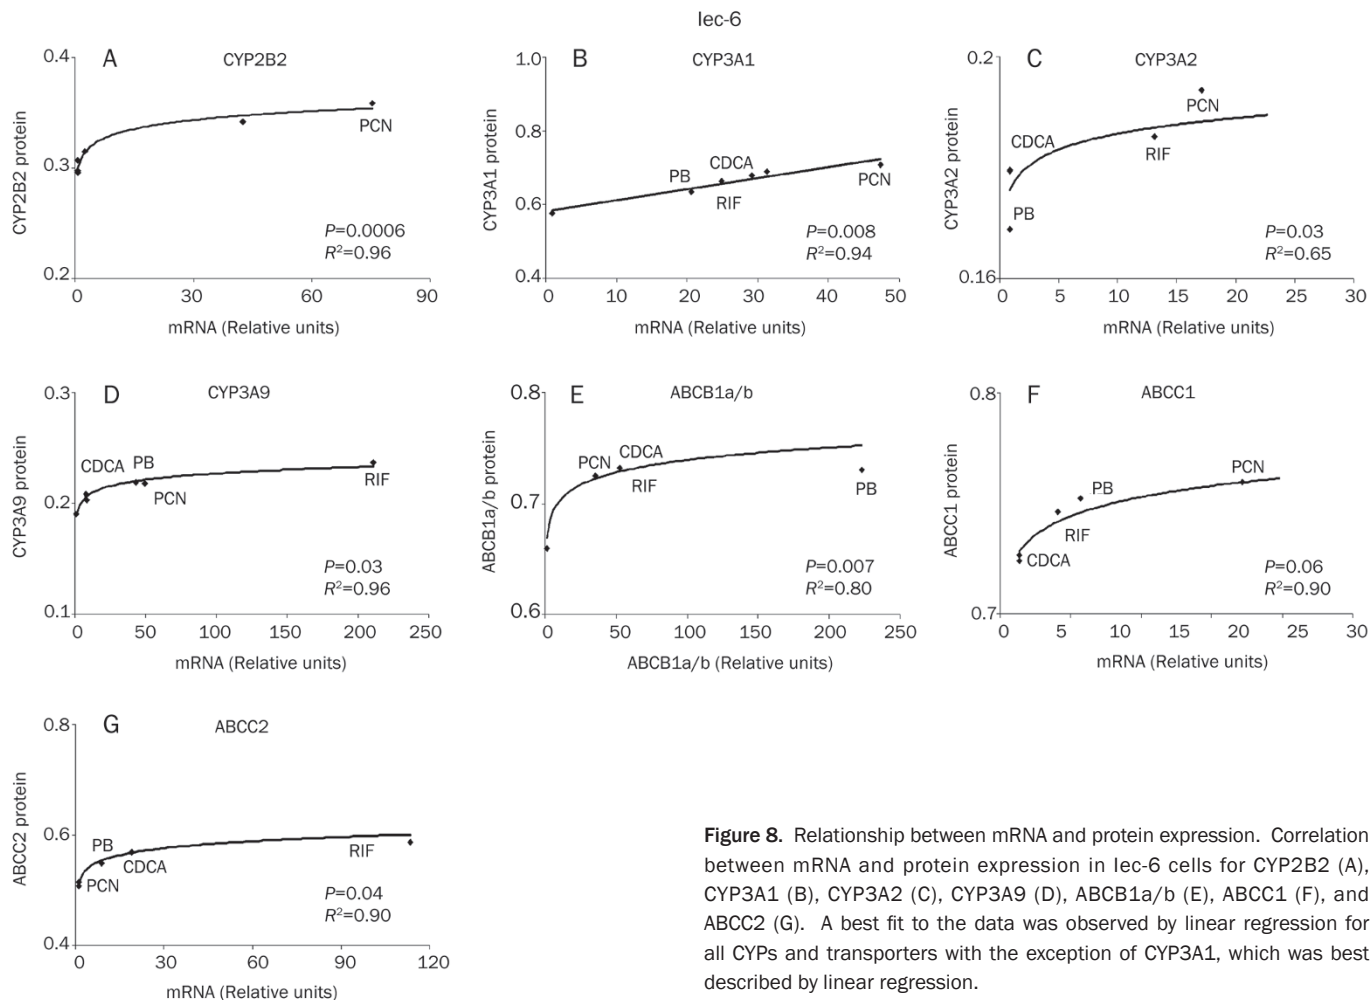 Iec-6
A CYP2B2
0.4
0.3
0.2
CYP2B2 protein
PCN
P=0.0006
R²=0.96
0 30 60 90
mRNA (Relative units)
B CYP3A1
1.0
0.8
0.6
0.4
CYP3A1 protein
PB
CDCA
RIF
PCN
P=0.008
R²=0.94
0 10 20 30 40 50
mRNA (Relative units)
C CYP3A2
0.2
0.16
CYP3A2 protein
CDCA
PB
PCN
RIF
P=0.03
R²=0.65
0 5 10 15 20 25 30
mRNA (Relative units)
D CYP3A9
0.3
0.2
0.1
CYP3A9 protein
CDCA
PB
PCN
RIF
P=0.03
R²=0.96
0 50 100 150 200 250
mRNA (Relative units)
E ABCB1a/b
0.8
0.7
0.6
ABCB1a/b protein
PCN
CDCA
RIF
PB
P=0.007
R²=0.80
0 50 100 150 200 250
ABCB1a/b (Relative units)
F ABCC1
0.8
0.7
ABCC1 protein
CDCA
RIF
PB
PCN
P=0.06
R²=0.90
0 5 10 15 20 25 30
mRNA (Relative units)
G ABCC2
0.8
0.6
0.4
ABCC2 protein
PB
PCN
CDCA
RIF
P=0.04
R²=0.90
0 30 60 90 120
mRNA (Relative units)
Figure 8. Relationship between mRNA and protein expression. Correlation
between mRNA and protein expression in Iec-6 cells for CYP2B2 (A),
CYP3A1 (B), CYP3A2 (C), CYP3A9 (D), ABCB1a/b (E), ABCC1 (F), and
ABCC2 (G). A best fit to the data was observed by linear regression for
all CYPs and transporters with the exception of CYP3A1, which was best
described by linear regression.